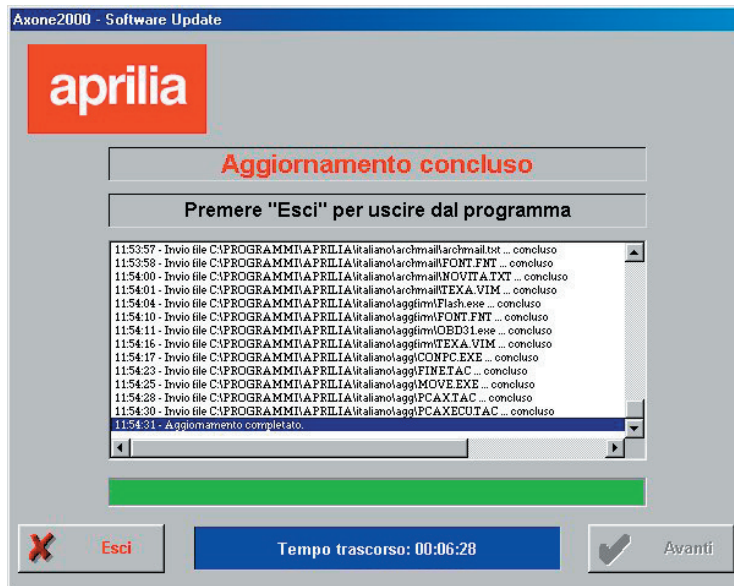 Axone2000 - Software Update
aprilia
Aggiornamento concluso
Premere "Esci" per uscire dal programma
11:53:57 - Invio file C:\PROGRAMMI\APRILIA\italiano\archmail\archmail.txt ... concluso
11:53:58 - Invio file C:\PROGRAMMI\APRILIA\italiano\archmail\FONT.FNT ... concluso
11:54:00 - Invio file C:\PROGRAMMI\APRILIA\italiano\archmail\NOVITA.TXT ... concluso
11:54:01 - Invio file C:\PROGRAMMI\APRILIA\italiano\archmail\TEXA.VIM ... concluso
11:54:04 - Invio file C:\PROGRAMMI\APRILIA\italiano\aggfirm\Flash.exe ... concluso
11:54:10 - Invio file C:\PROGRAMMI\APRILIA\italiano\aggfirm\FONT.FNT ... concluso
11:54:11 - Invio file C:\PROGRAMMI\APRILIA\italiano\aggfirm\OBD31.exe ... concluso
11:54:16 - Invio file C:\PROGRAMMI\APRILIA\italiano\aggfirm\TEXA.VIM ... concluso
11:54:17 - Invio file C:\PROGRAMMI\APRILIA\italiano\agg\CONPC.EXE ... concluso
11:54:23 - Invio file C:\PROGRAMMI\APRILIA\italiano\agg\FINE.TAC ... concluso
11:54:25 - Invio file C:\PROGRAMMI\APRILIA\italiano\agg\MOVE.EXE ... concluso
11:54:28 - Invio file C:\PROGRAMMI\APRILIA\italiano\agg\PCAX.TAC ... concluso
11:54:30 - Invio file C:\PROGRAMMI\APRILIA\italiano\agg\PCAXECU.TAC ... concluso
11:54:31 - Aggiornamento completato.
Esci
Tempo trascorso: 00:06:28
Avanti